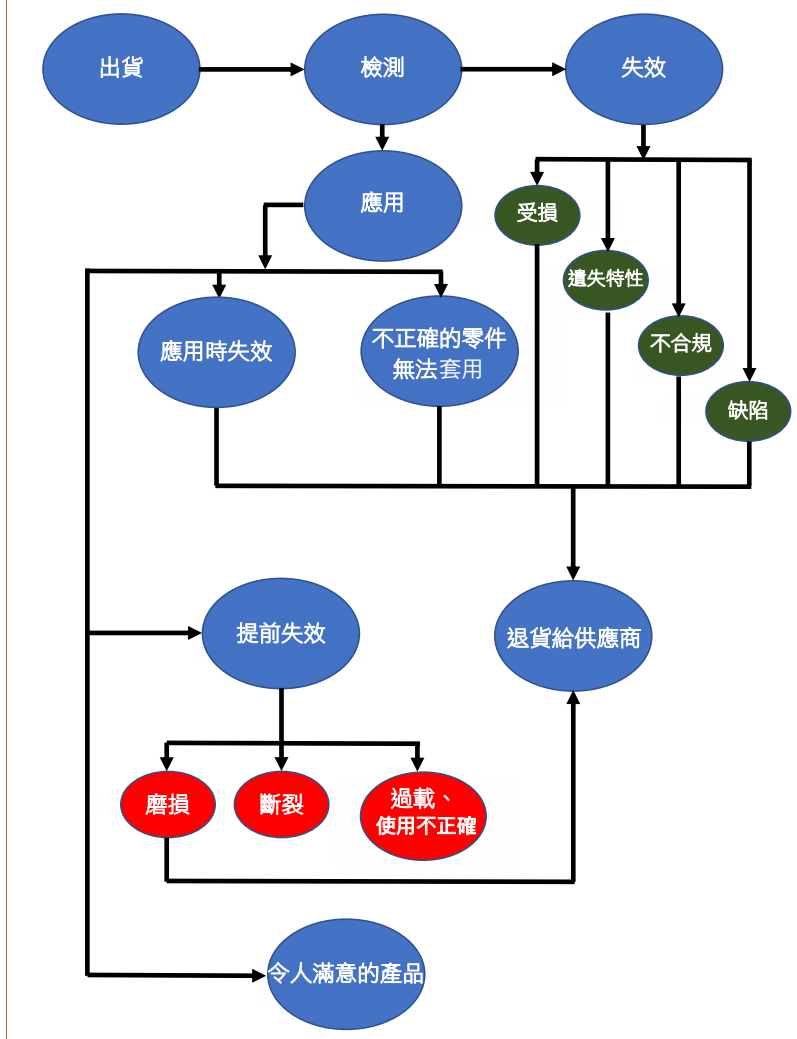 出貨
檢測
失效
應用
受損
遺失特性
不合規
缺陷
應用時失效
不正確的零件
無法套用
提前失效
退貨給供應商
磨損
斷裂
過載、
使用不正確
令人滿意的產品